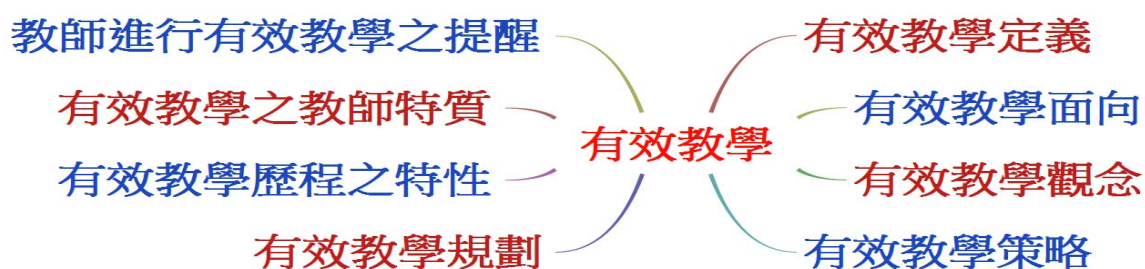 教師進行有效教學之提醒
有效教學定義
有效教學之教師特質
有效教學面向
有效教學
有效教學歷程之特性
有效教學觀念
有效教學規劃
有效教學策略